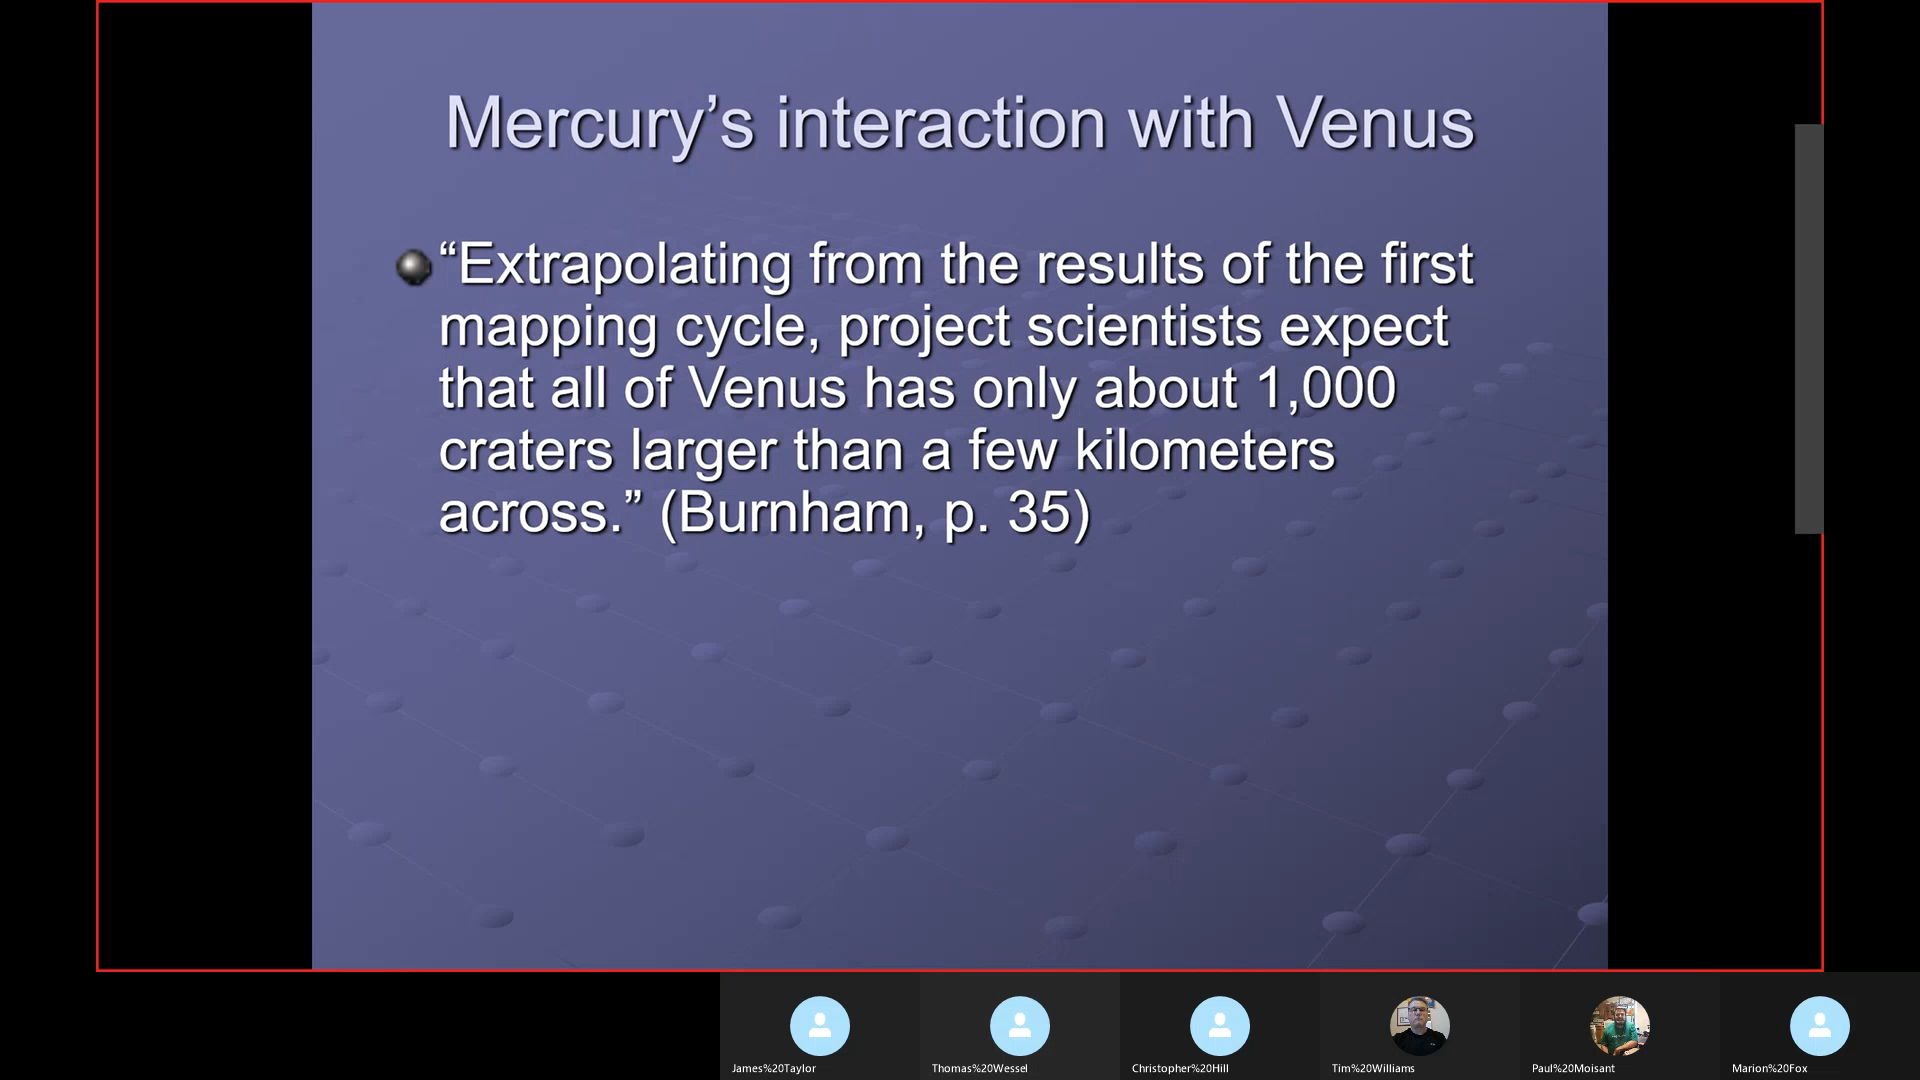 Mercury’s interaction with Venus
“Extrapolating from the results of the first
mapping cycle, project scientists expect
that all of Venus has only about 1,000
craters larger than a few kilometers
across.” (Burnham, p. 35)
James%20Taylor
Thomas%20Wessel
Christopher%20Hill
Tim%20Williams
Paul%20Moisant
Marion%20Fox